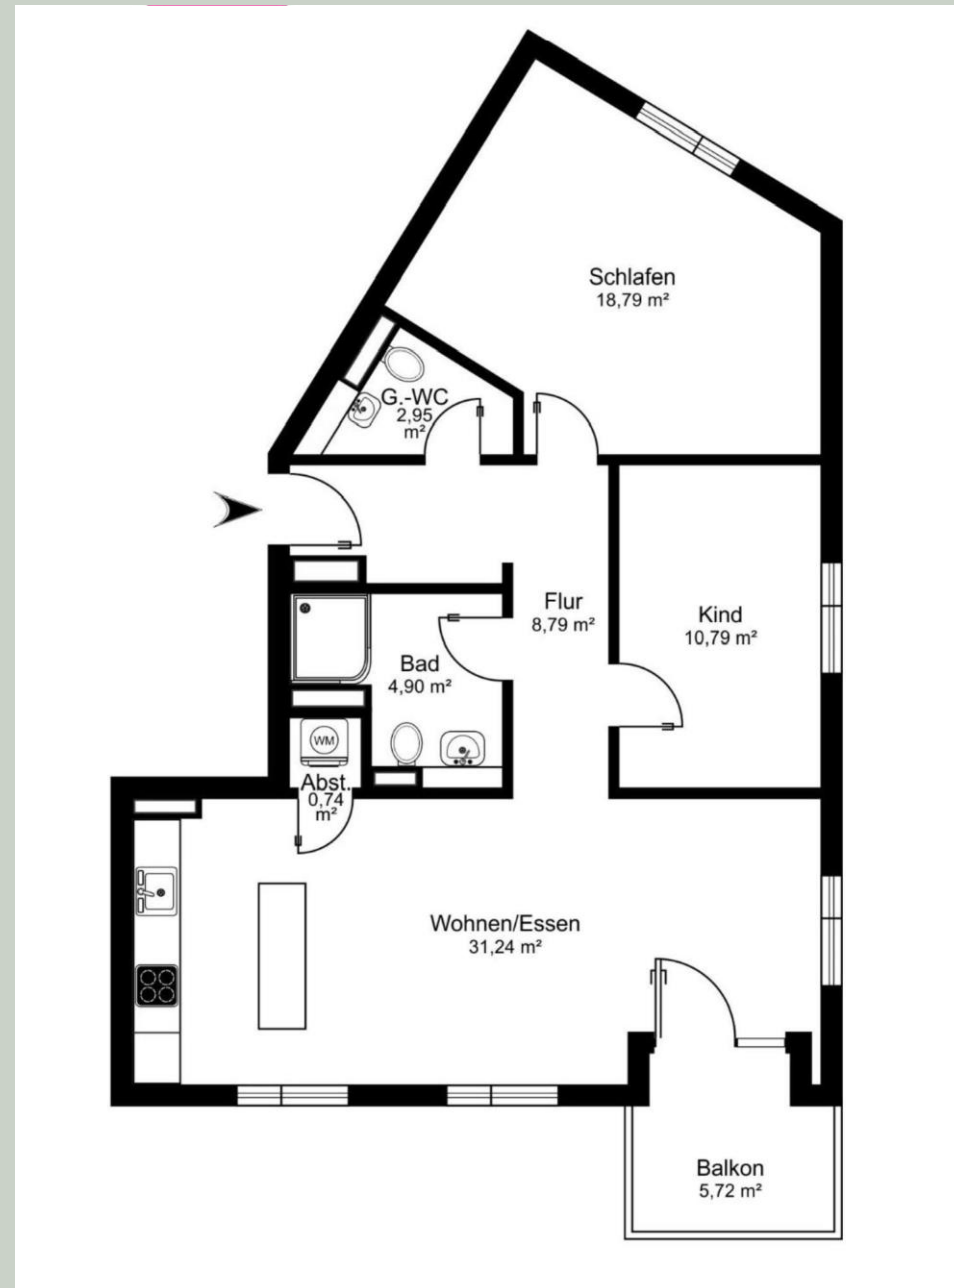 Schlafen
18,79 m²
G.-WC
2,95
m²
Flur
8,79 m²
Kind
10,79 m²
Bad
4,90 m²
WM
Abst.
0,74
m²
Wohnen/Essen
31,24 m²
Balkon
5,72 m²